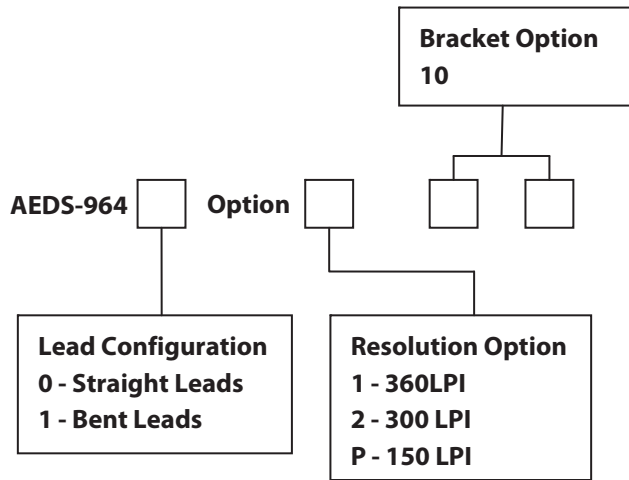 Bracket Option
10
AEDS-964
Option
Lead Configuration
0 - Straight Leads
1 - Bent Leads
Resolution Option
1 - 360LPI
2 - 300 LPI
P - 150 LPI